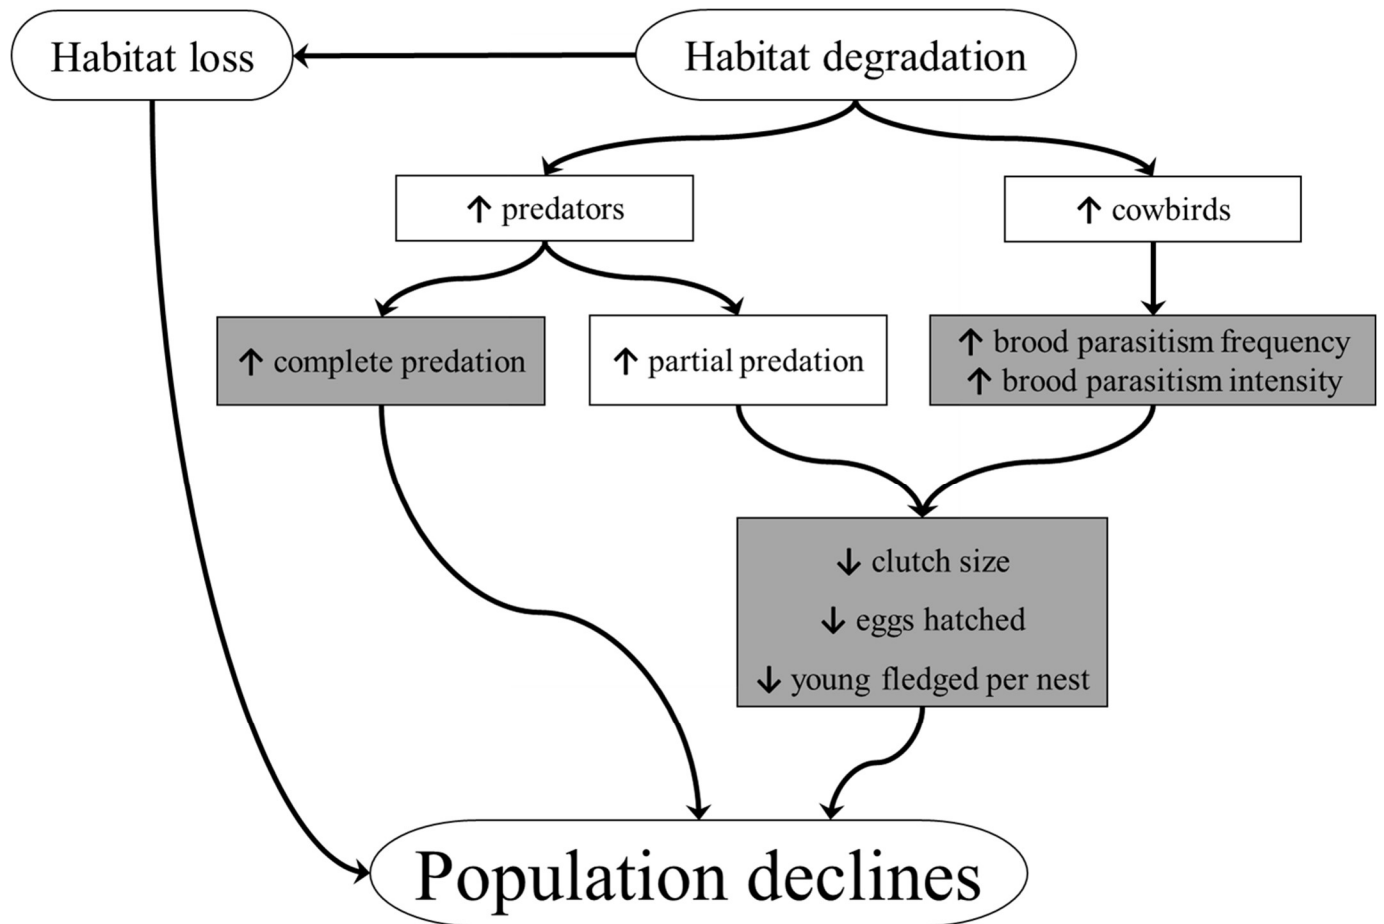 Habitat loss
Habitat degradation
↑ predators
↑ cowbirds
↑ complete predation
↑ partial predation
↑ brood parasitism frequency
↑ brood parasitism intensity
↓ clutch size
↓ eggs hatched
↓ young fledged per nest
Population declines